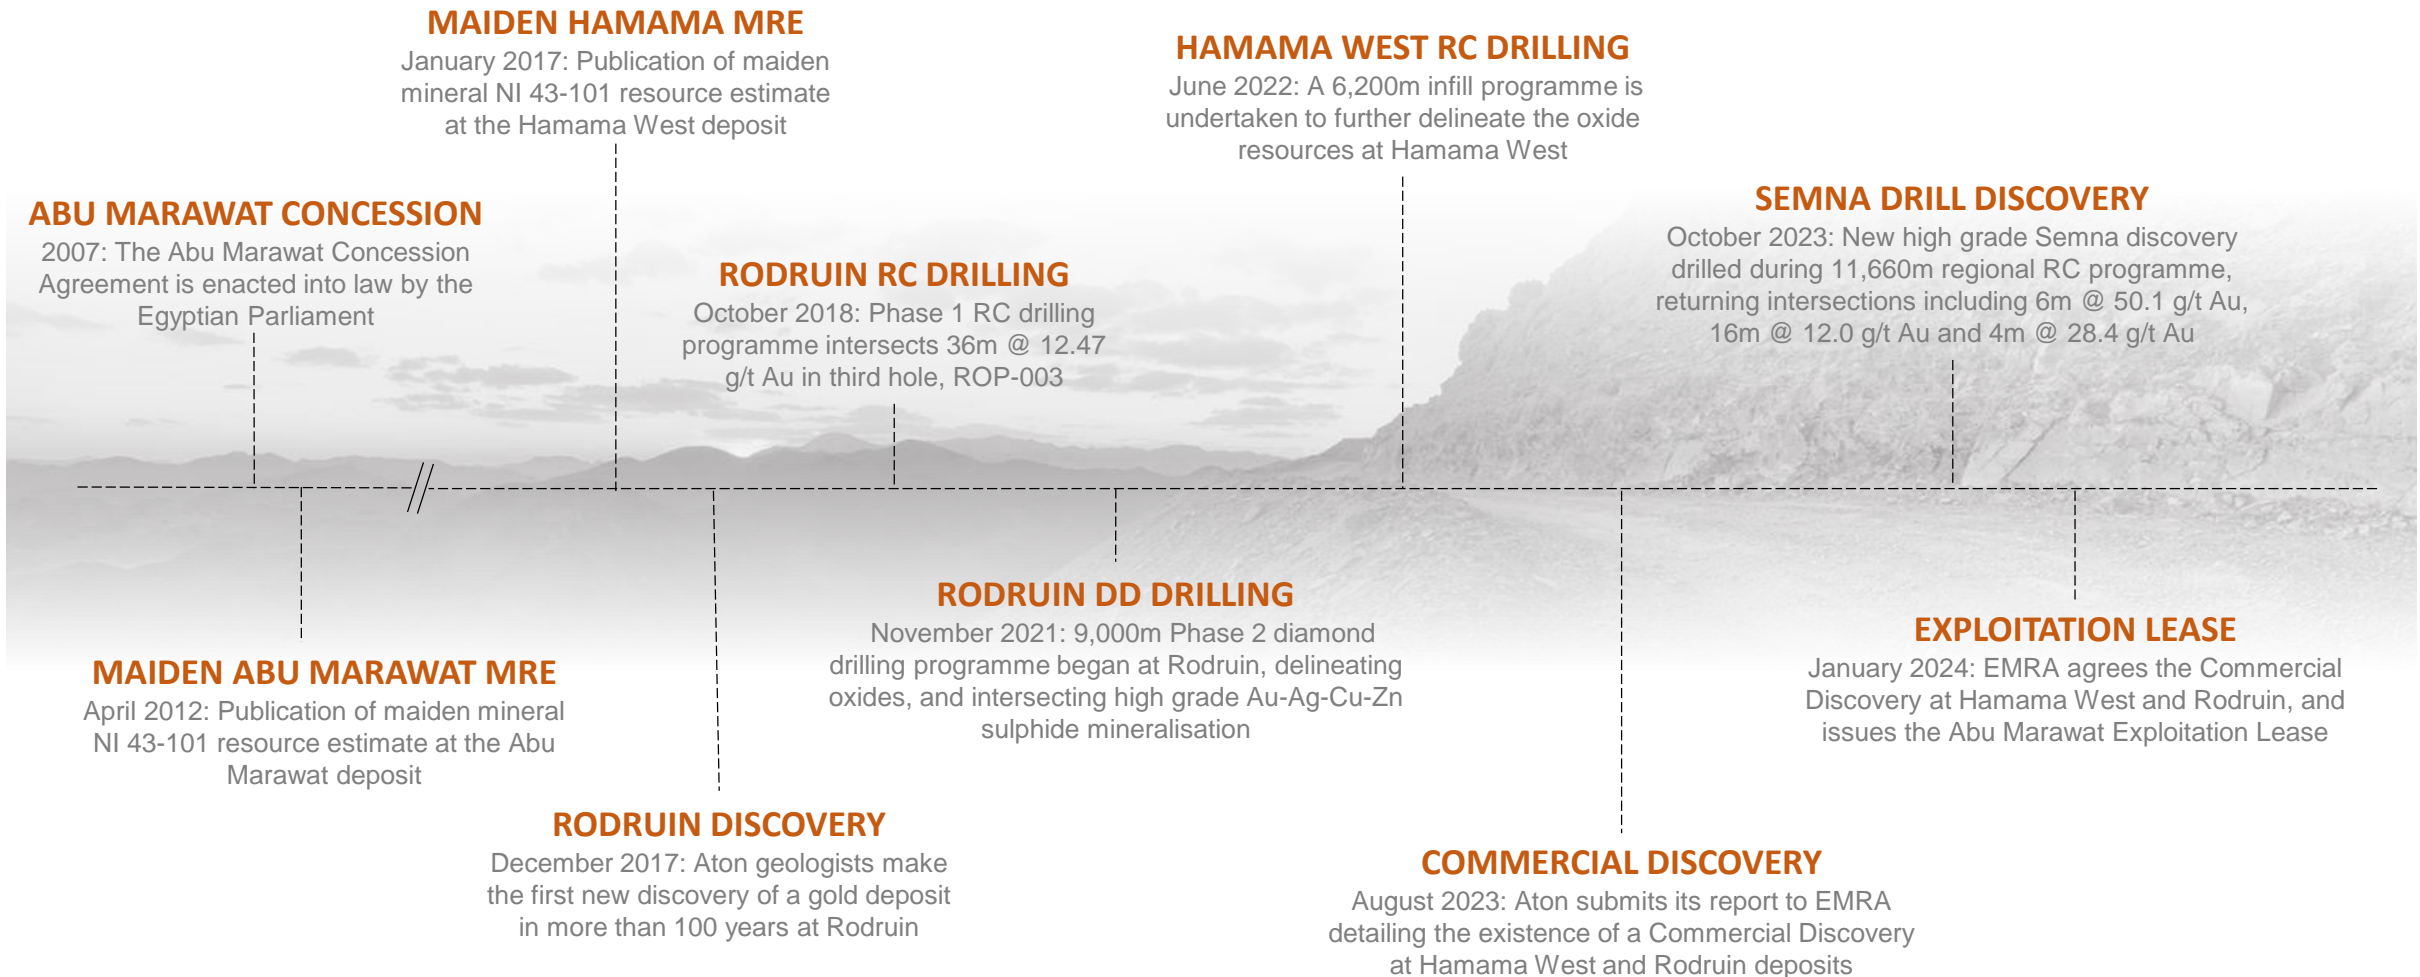 MAIDEN HAMAMA MRE
January 2017: Publication of maiden
mineral NI 43-101 resource estimate
at the Hamama West deposit
HAMAMA WEST RC DRILLING
June 2022: A 6,200m infill programme is
undertaken to further delineate the oxide
resources at Hamama West
ABU MARAWAT CONCESSION
2007: The Abu Marawat Concession
Agreement is enacted into law by the
Egyptian Parliament
SEMNA DRILL DISCOVERY
October 2023: New high grade Semna discovery
drilled during 11,660m regional RC programme,
returning intersections including 6m @ 50.1 g/t Au,
16m @ 12.0 g/t Au and 4m @ 28.4 g/t Au
RODRUIN RC DRILLING
October 2018: Phase 1 RC drilling
programme intersects 36m @ 12.47
g/t Au in third hole, ROP-003
MAIDEN ABU MARAWAT MRE
April 2012: Publication of maiden mineral
NI 43-101 resource estimate at the Abu
Marawat deposit
RODRUIN DD DRILLING
November 2021: 9,000m Phase 2 diamond
drilling programme began at Rodruin, delineating
oxides, and intersecting high grade Au-Ag-Cu-Zn
sulphide mineralisation
EXPLOITATION LEASE
January 2024: EMRA agrees the Commercial
Discovery at Hamama West and Rodruin, and
issues the Abu Marawat Exploitation Lease
RODRUIN DISCOVERY
December 2017: Aton geologists make
the first new discovery of a gold deposit
in more than 100 years at Rodruin
COMMERCIAL DISCOVERY
August 2023: Aton submits its report to EMRA
detailing the existence of a Commercial Discovery
at Hamama West and Rodruin deposits